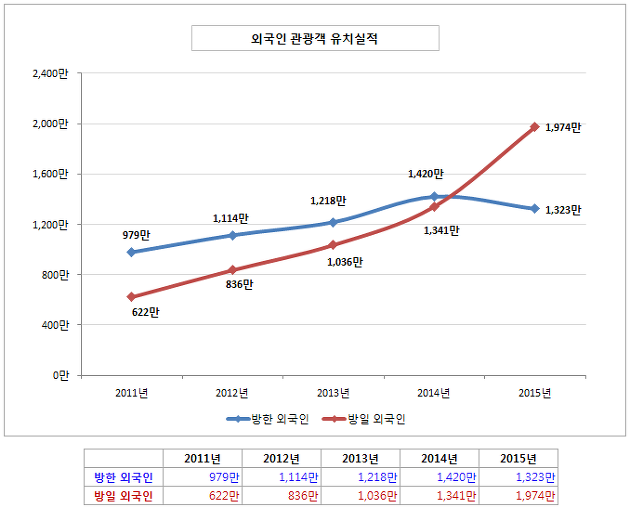 외국인 관광객 유치실적
2,400만
2,000만
1,600만
1,200만
800만
400만
0만
979만
1,114만
1,218만
1,420만
1,323만
622만
836만
1,036만
1,341만
1,974만
2011년 2012년 2013년 2014년 2015년
방한 외국인 방일 외국인
2011년 2012년 2013년 2014년 2015년
방한 외국인 979만 1,114만 1,218만 1,420만 1,323만
방일 외국인 622만 836만 1,036만 1,341만 1,974만